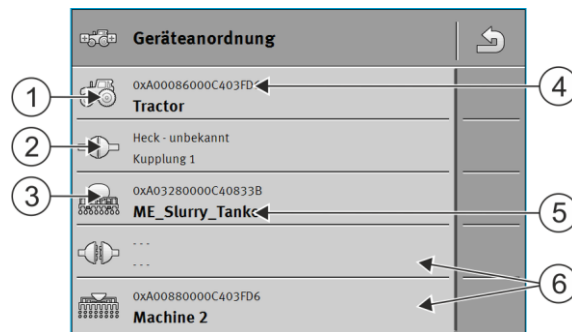 Geräteanordnung
0xA00086000C403FD
Tractor
Heck - unbekannt
Kupplung 1
0xA03280000C40833B
ME_Slurry_Tank
- - -
- - -
0xA00880000C403FD6
Machine 2
1
2
3
4
5
6